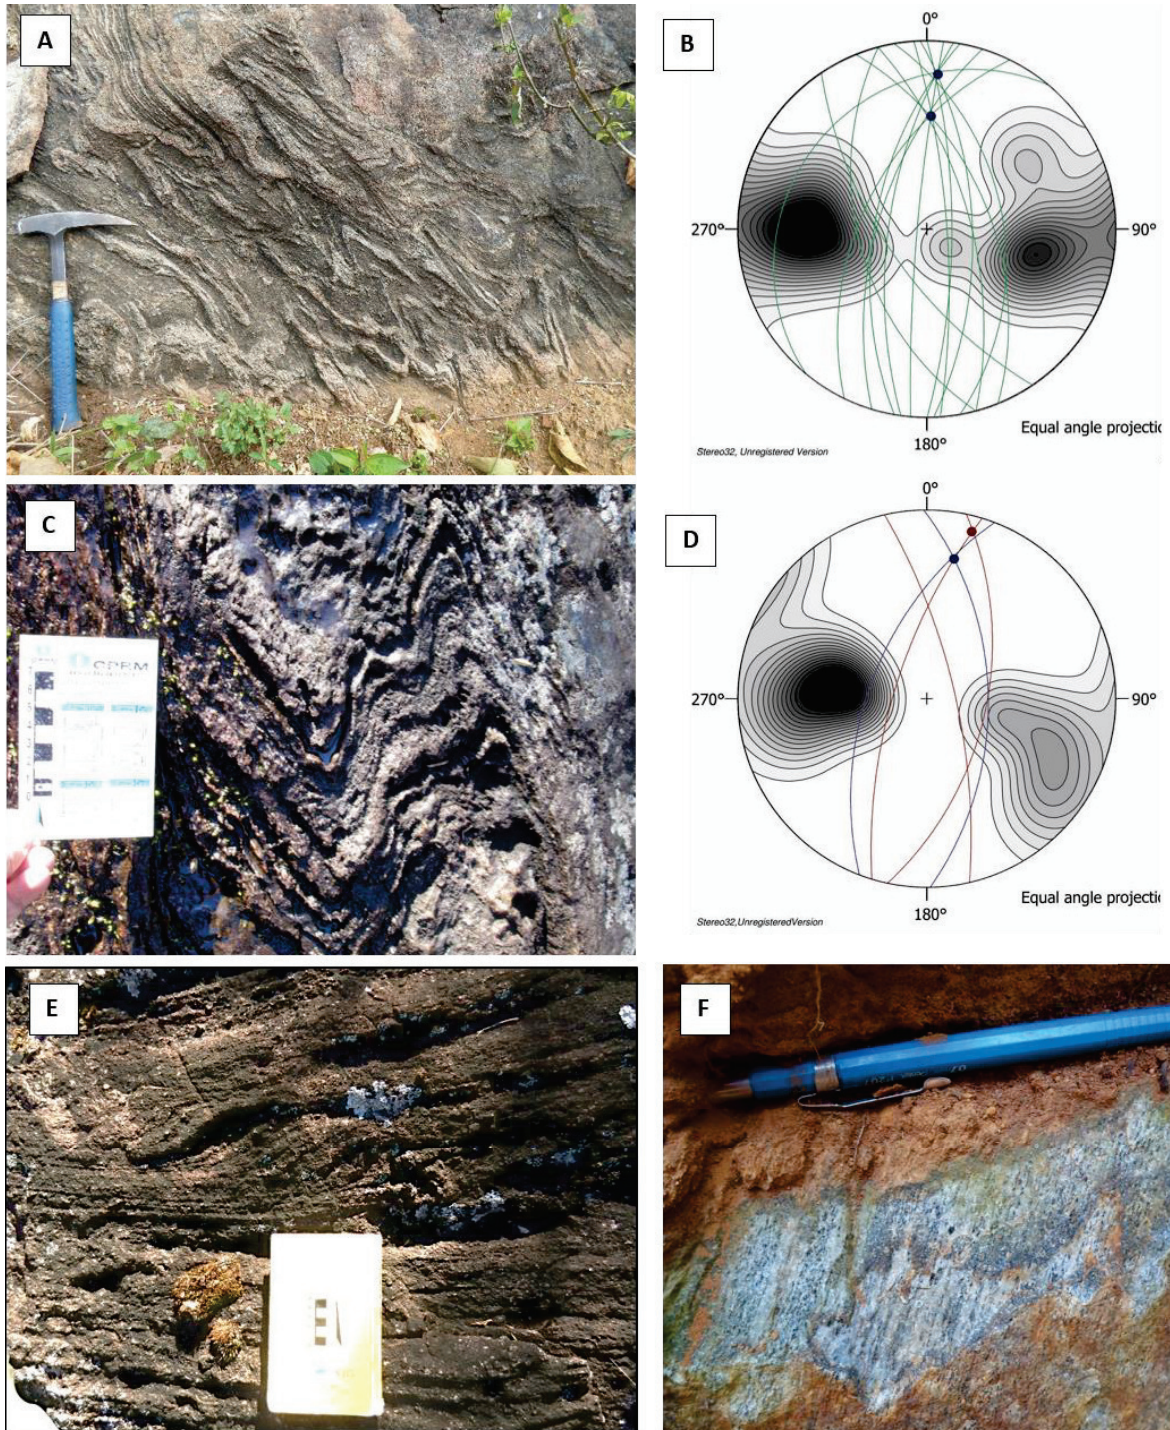 A
B
0°
270°
90°
180°
Equal angle projectic
Stereo32, Unregistered Version
C
CPRM
D
0°
270°
90°
180°
Equal angle projectic
Stereo32,UnregisteredVersion
E
F